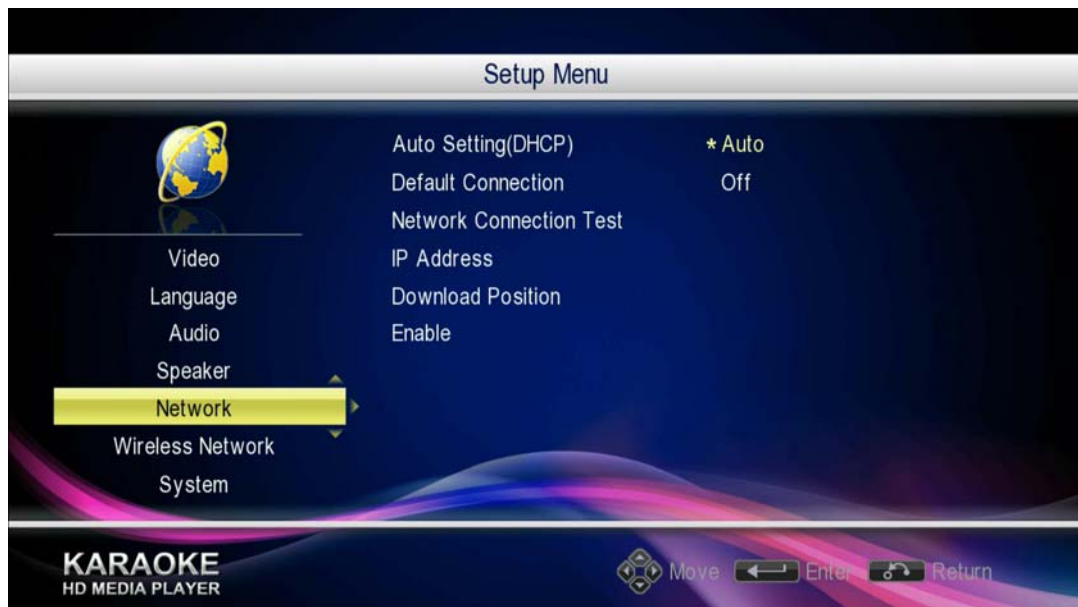 Setup Menu
Auto Setting(DHCP)
* Auto
Default Connection
Off
Network Connection Test
IP Address
Download Position
Enable
Video
Language
Audio
Speaker
Network
Wireless Network
System
KARAOKE
HD MEDIA PLAYER
Move Enter Return